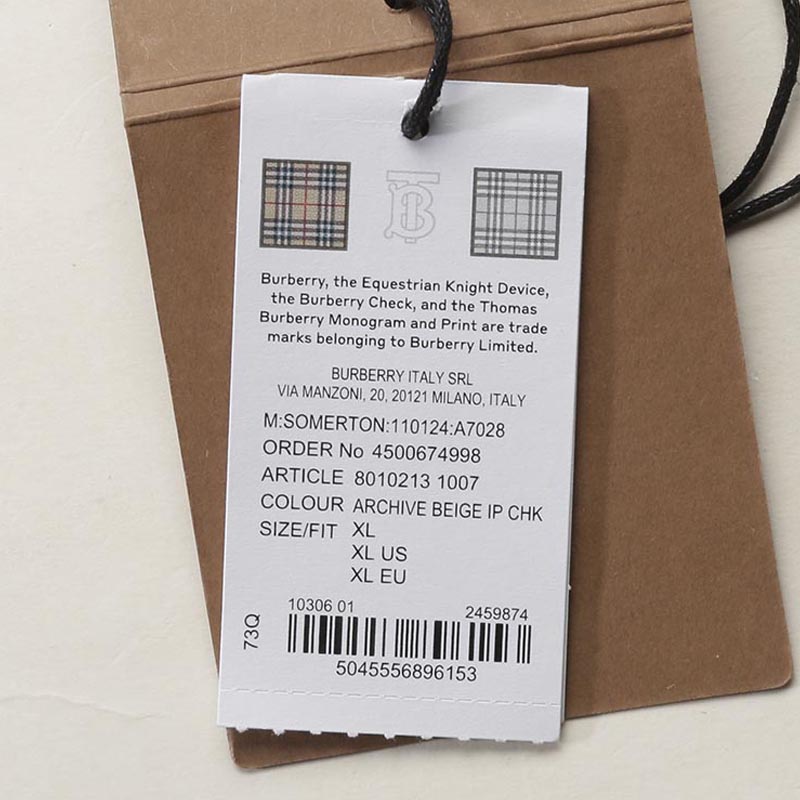 Burberry, the Equestrian Knight Device,
the Burberry Check, and the Thomas
Burberry Monogram and Print are trade
marks belonging to Burberry Limited.
BURBERRY ITALY SRL
VIA MANZONI, 20, 20121 MILANO, ITALY
M:SOMERTON:110124:A7028
ORDER No 4500674998
ARTICLE 8010213 1007
COLOUR ARCHIVE BEIGE IP CHK
SIZE/FIT XL
XL US
XL EU
10306 01 2459874
73Q
5045556896153